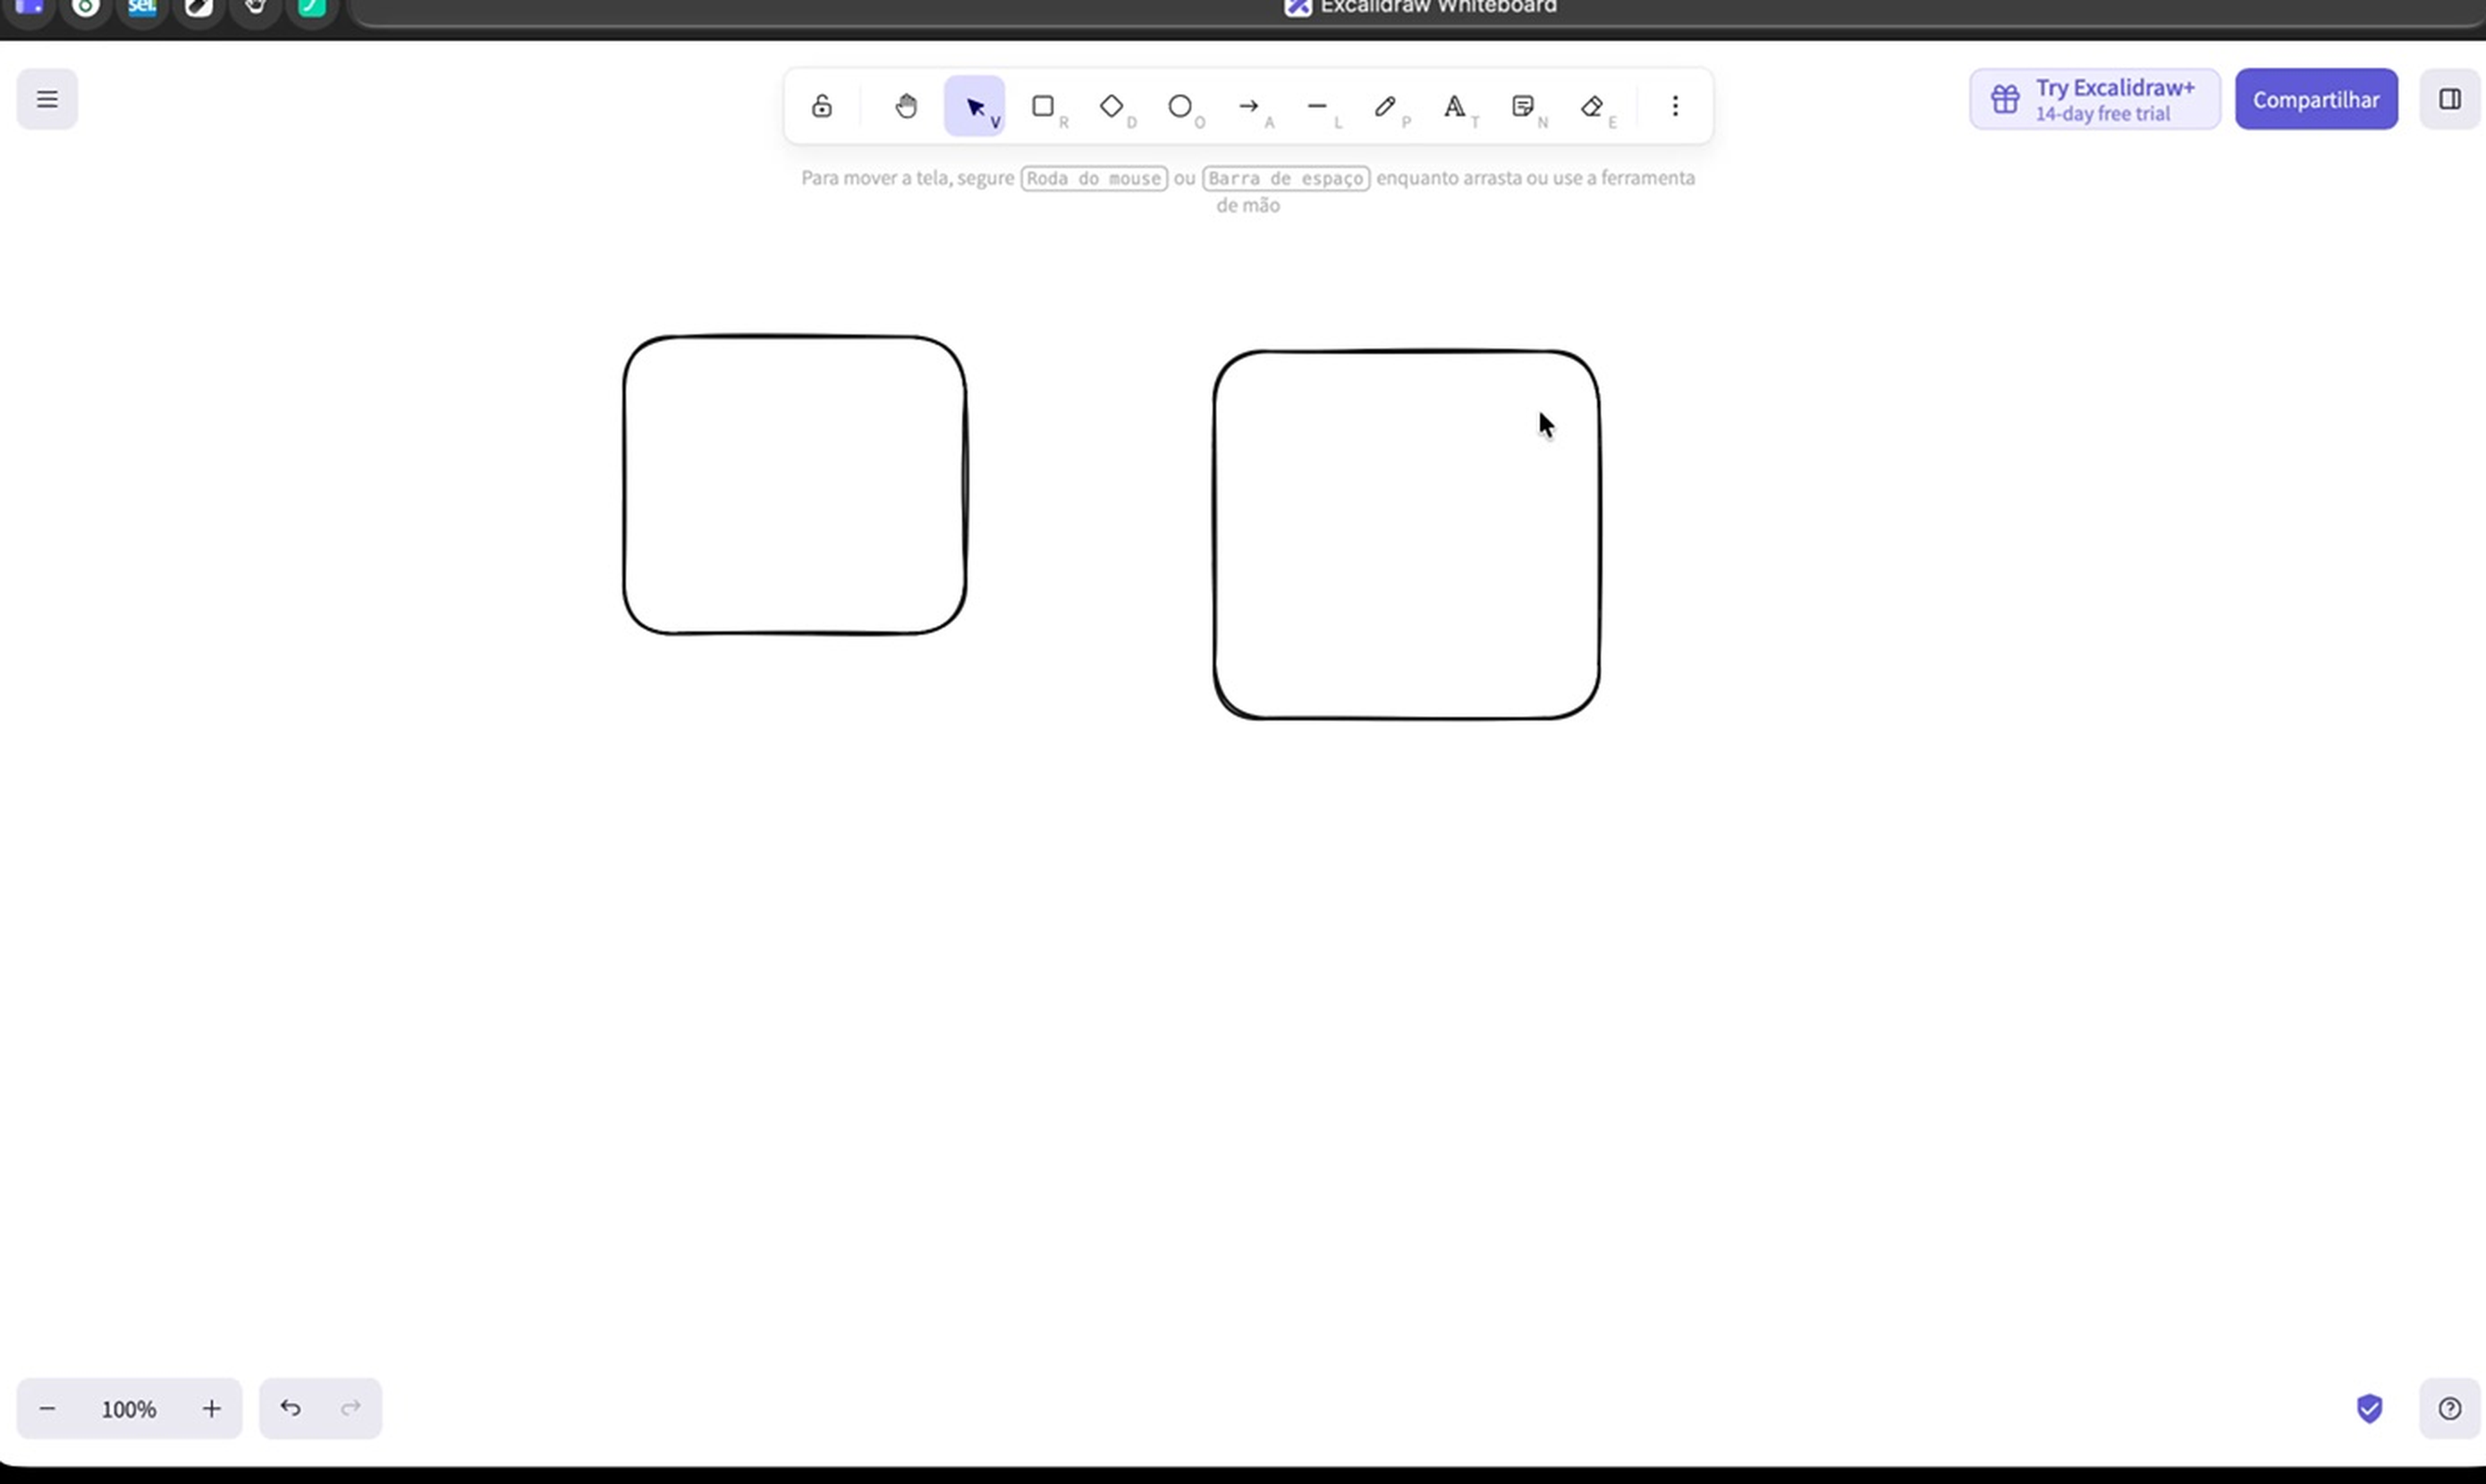 sel.
Excalidraw Whiteboard
V R D O A L P A T N E
Try Excalidraw+
14-day free trial
Compartilhar
Para mover a tela, segure Roda do mouse ou Barra de espaço enquanto arrasta ou use a ferramenta
de mão
100%